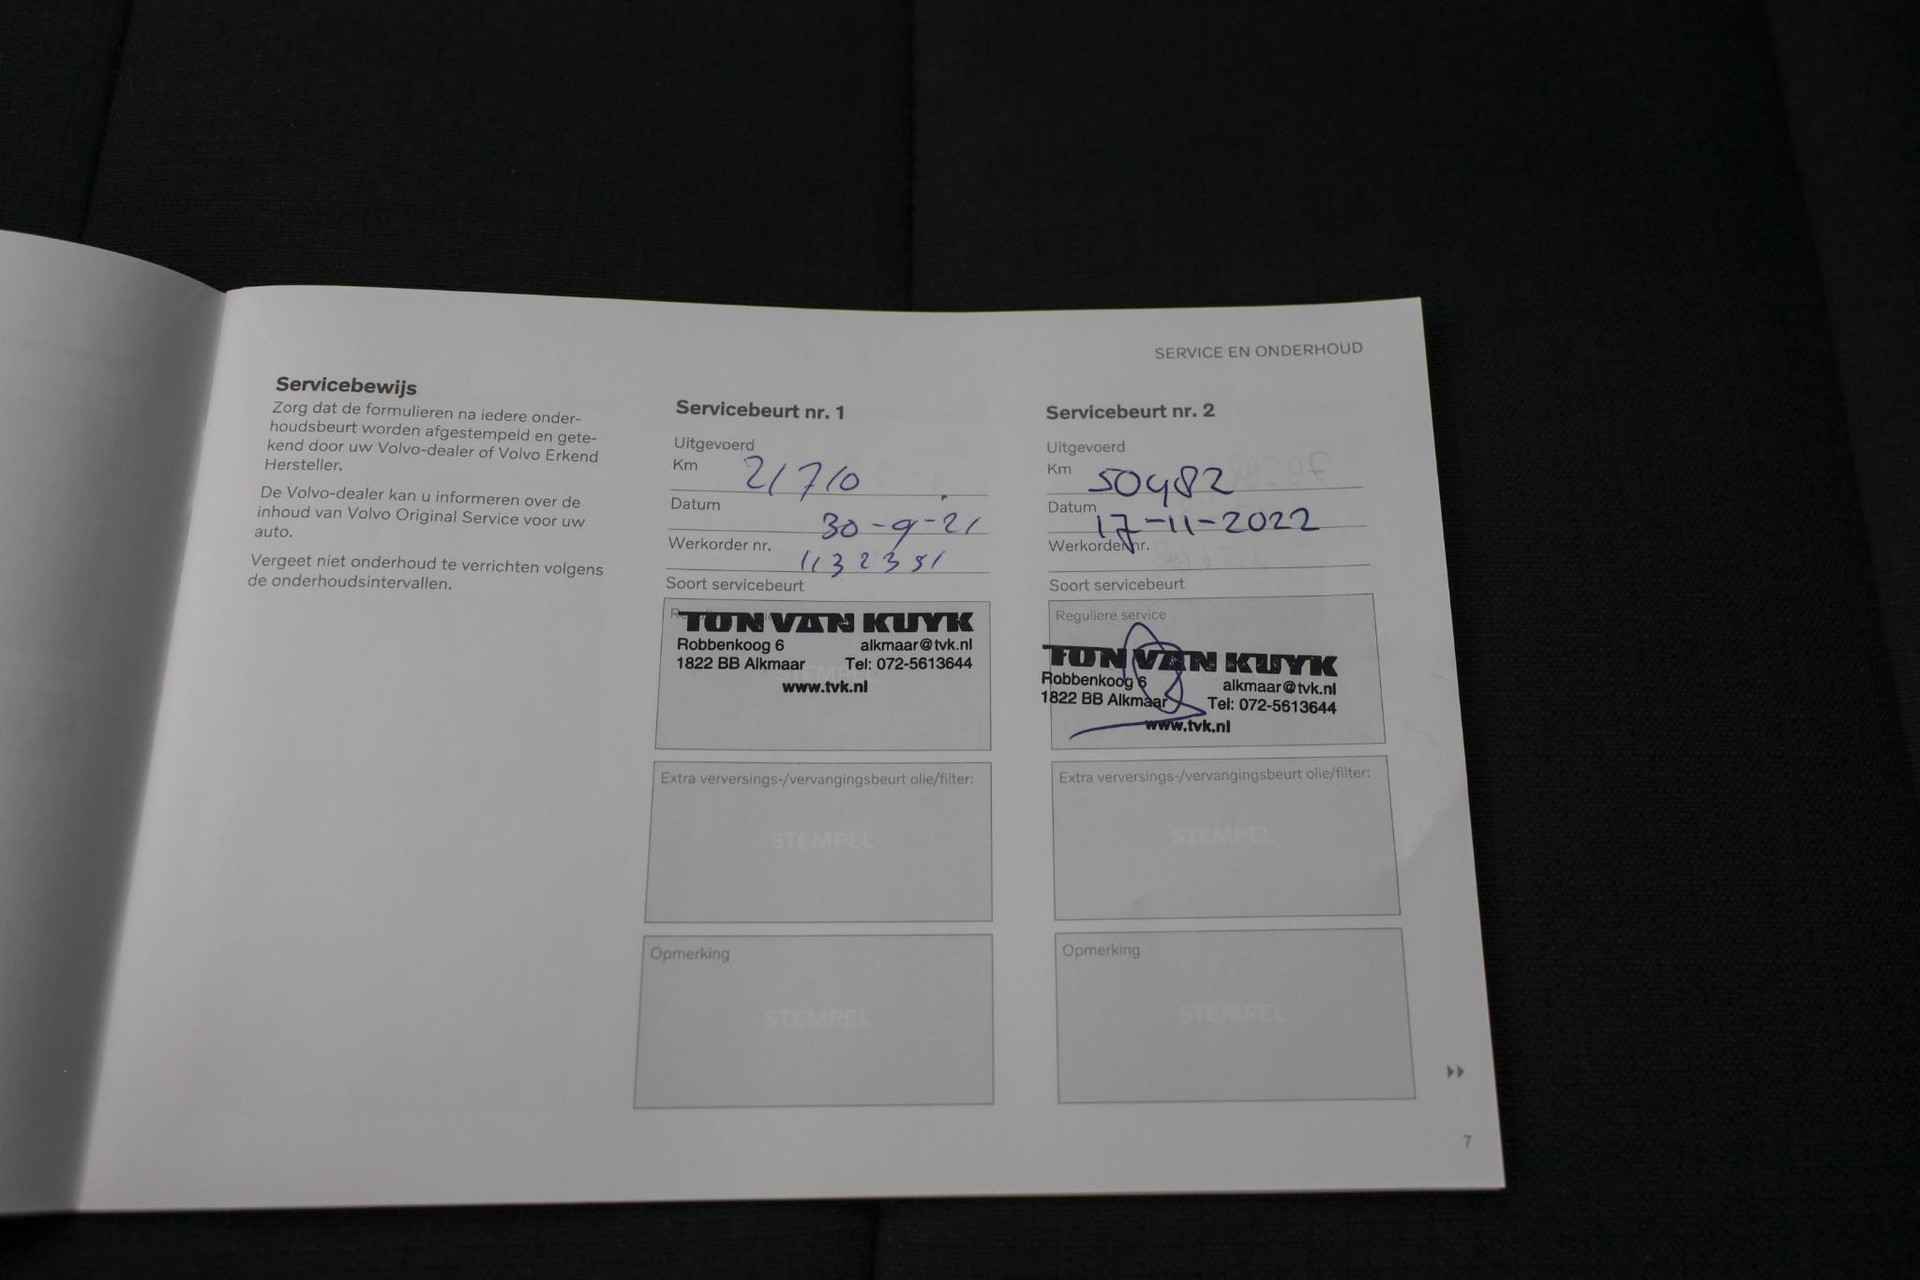 SERVICE EN ONDERHOUD
Servicebewijs
Zorg dat de formulieren na iedere onder-
houdsbeurt worden afgestempeld en gete-
kend door uw Volvo-dealer of Volvo Erkend
Hersteller.
De Volvo-dealer kan u informeren over de
inhoud van Volvo Original Service voor uw
auto.
Vergeet niet onderhoud te verrichten volgens
de onderhoudsintervallen.
Servicebeurt nr. 1
Uitgevoerd
Km 21710
Datum 30-9-21
Werkorder nr. 1132351
Soort servicebeurt
TON VAN KUYK
Robbenkoog 6 alkmaar@tvk.nl
1822 BB Alkmaar Tel: 072-5613644
www.tvk.nl
Extra verversings-/vervangingsbeurt olie/filter:
STEMPEL
Opmerking
STEMPEL
Servicebeurt nr. 2
Uitgevoerd
Km 50482
Datum 17-11-2022
Werkorder nr.
Soort servicebeurt
Reguliere service
TON VAN KUYK
Robbenkoog 6 alkmaar@tvk.nl
1822 BB Alkmaar Tel: 072-5613644
www.tvk.nl
Extra verversings-/vervangingsbeurt olie/filter:
STEMPEL
Opmerking
STEMPEL
7